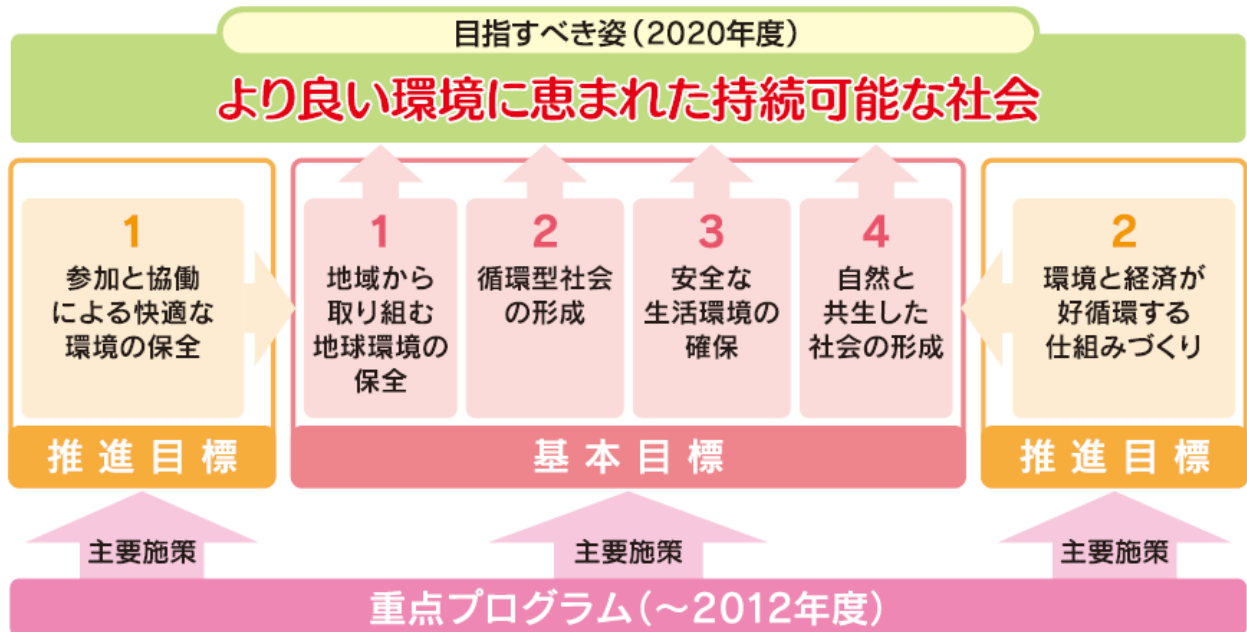 目指すべき姿（2020年度）
より良い環境に恵まれた持続可能な社会
1
参加と協働
による快適な
環境の保全
推進目標
1
地域から
取り組む
地球環境の
保全
2
循環型社会
の形成
3
安全な
生活環境の
確保
4
自然と
共生した
社会の形成
基本目標
2
環境と経済が
好循環する
仕組みづくり
推進目標
主要施策
主要施策
主要施策
重点プログラム（～2012年度）